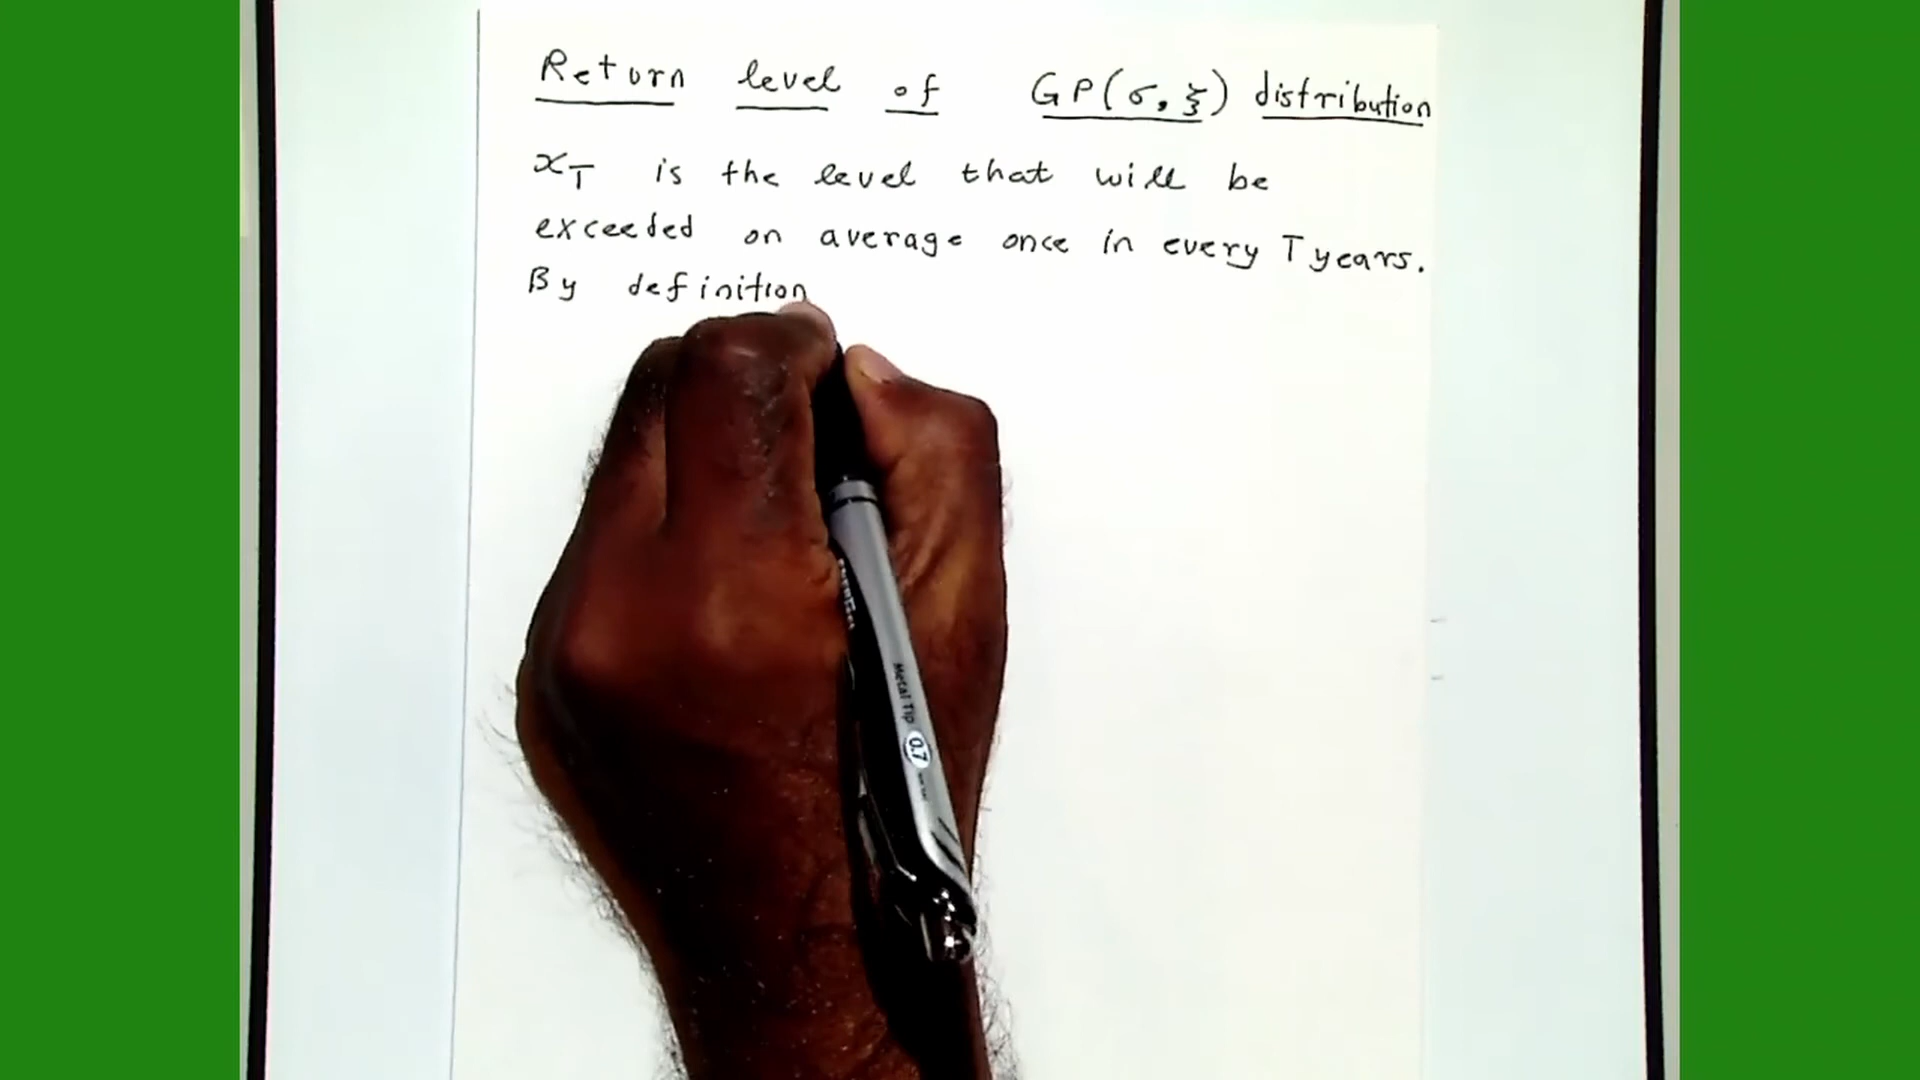 Return level of GP(σ, ξ) distribution
x_T is the level that will be
exceeded on average once in every T years.
By definition
Metal Tip 0.7